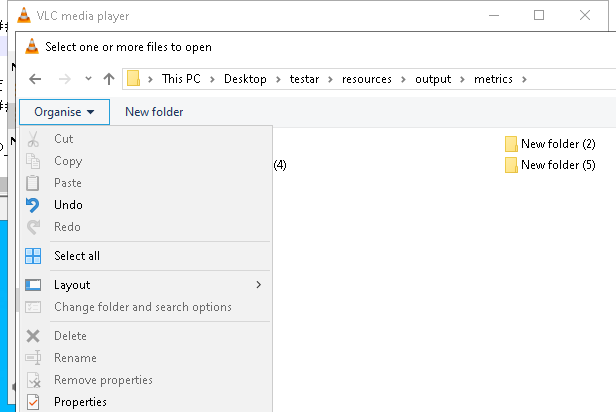 VLC media player
Select one or more files to open
This PC > Desktop > testar > resources > output > metrics >
Organise New folder
Cut New folder (2)
Copy (4) New folder (5)
Paste
Undo
Redo
Select all
Layout >
Change folder and search options
Delete
Rename
Remove properties
Properties